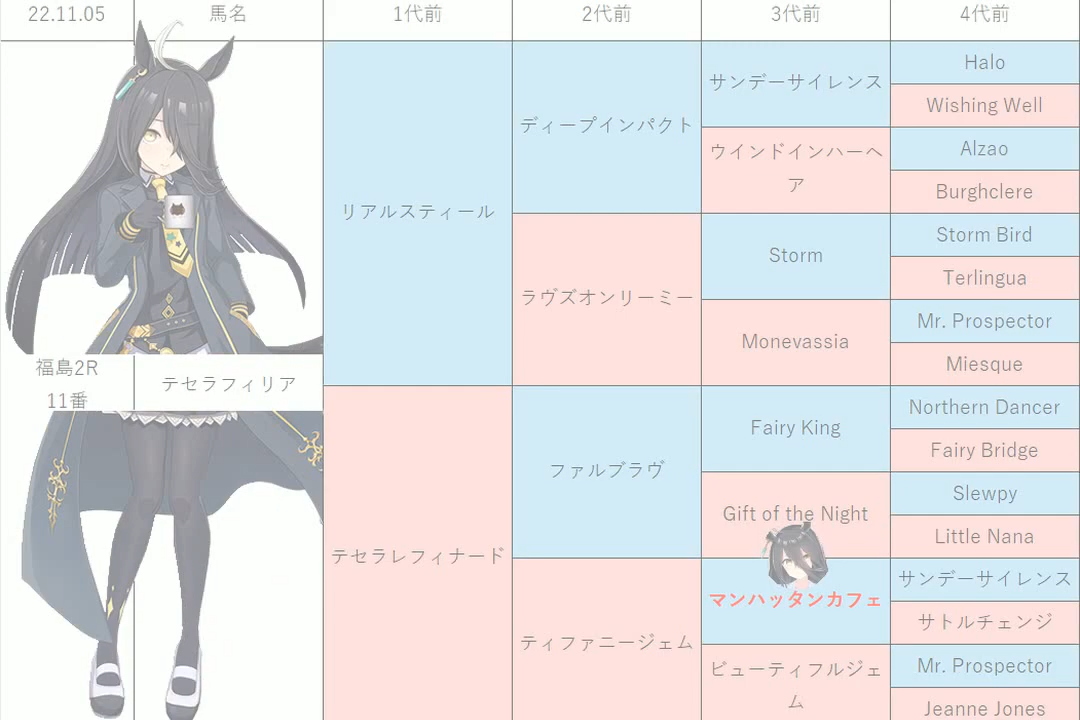 22.11.05
馬名
1代前
2代前
3代前
4代前
福島2R
11番
テセラフィリア
リアルスティール
テセラレフィナード
ディープインパクト
ラヴズオンリーミー
ファルブラヴ
ティファニージェム
サンデーサイレンス
ウインドインハーヘ
ア
Storm
Monevassia
Fairy King
Gift of the Night
マンハッタンカフェ
ビューティフルジェ
ム
Halo
Wishing Well
Alzao
Burghclere
Storm Bird
Terlingua
Mr. Prospector
Miesque
Northern Dancer
Fairy Bridge
Slewpy
Little Nana
サンデーサイレンス
サトルチェンジ
Mr. Prospector
Jeanne Jones